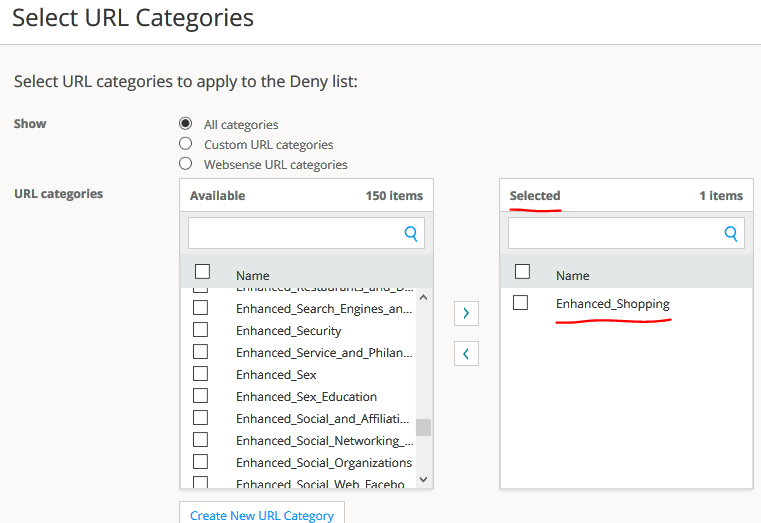 Select URL Categories
Select URL categories to apply to the Deny list:
Show
All categories
Custom URL categories
Websense URL categories
URL categories
Available 150 items
Name
Enhanced_Restaurants_and_D...
Enhanced_Search_Engines_an...
Enhanced_Security
Enhanced_Service_and_Philan...
Enhanced_Sex
Enhanced_Sex_Education
Enhanced_Social_and_Affiliati...
Enhanced_Social_Networking_...
Enhanced_Social_Organizations
Enhanced_Social_Web_Facebo
Selected 1 items
Name
Enhanced_Shopping
Create New URL Category